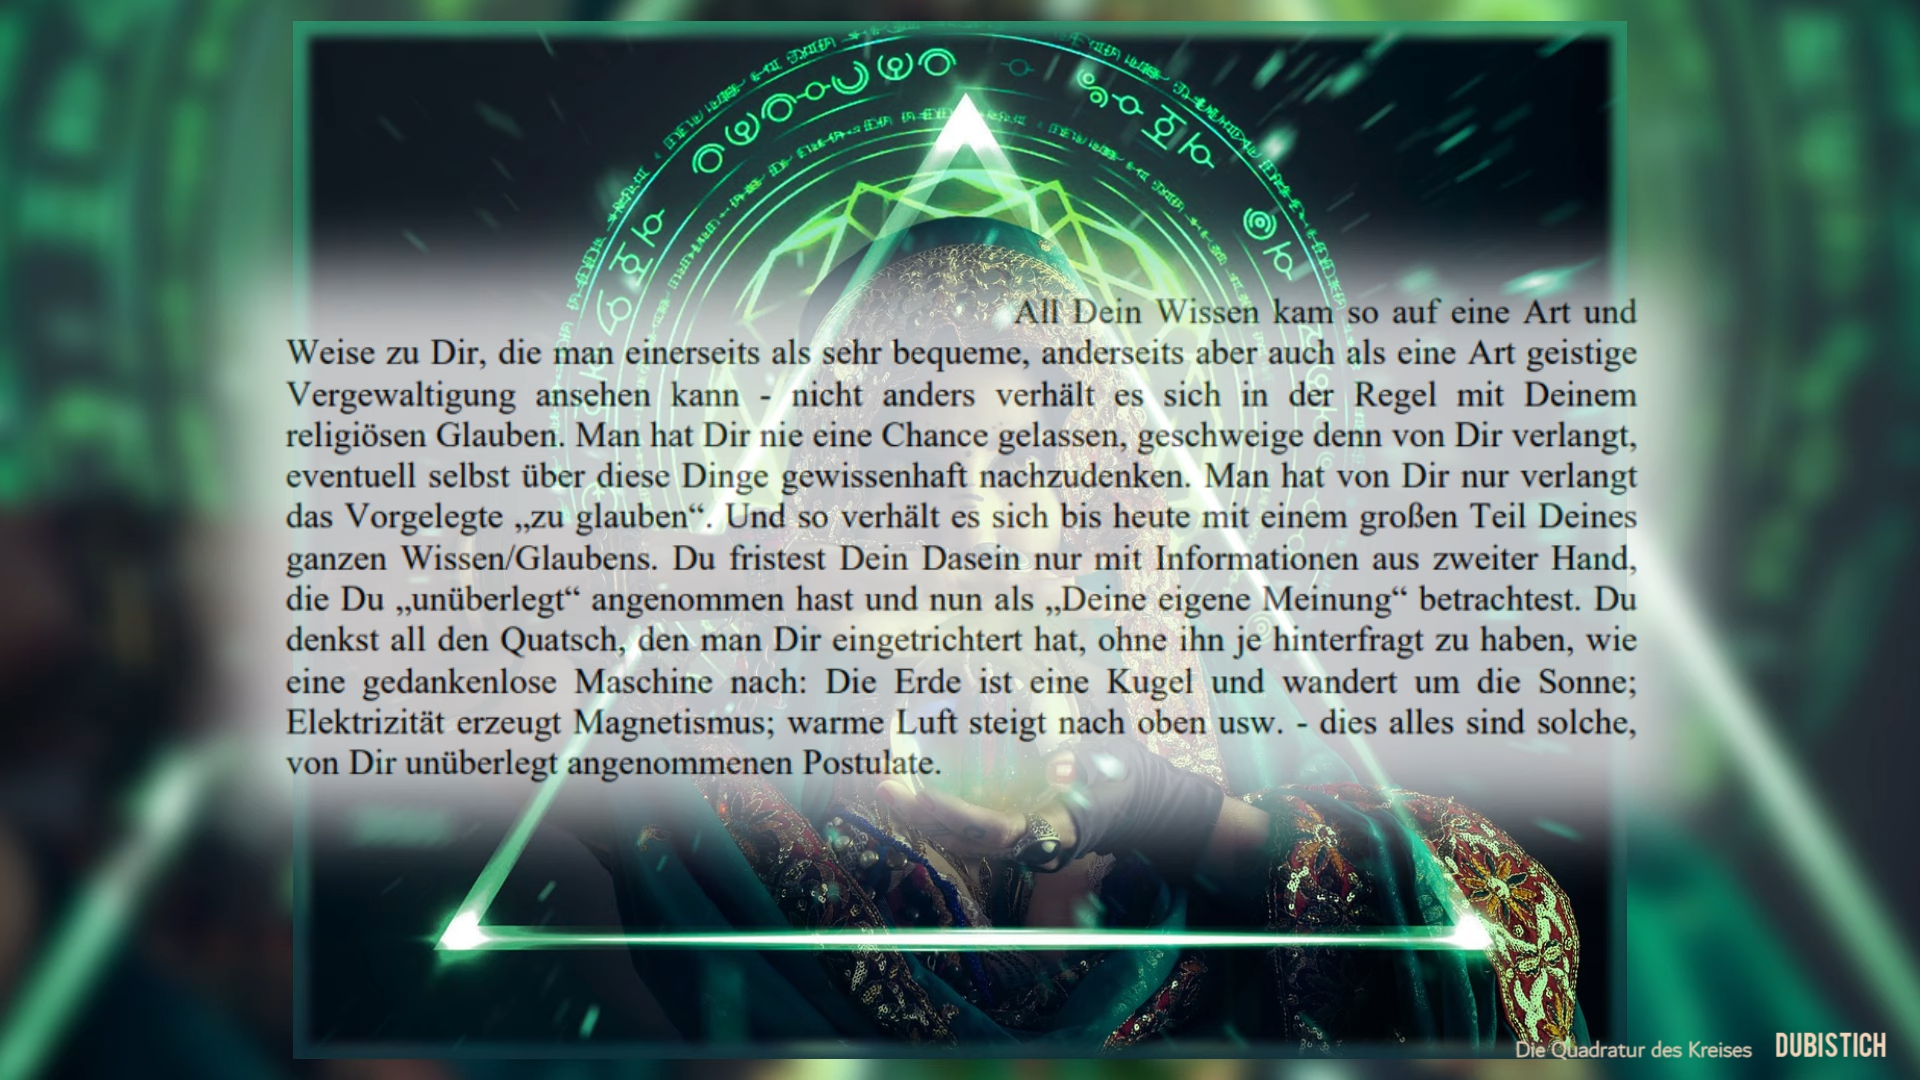 All Dein Wissen kam so auf eine Art und
Weise zu Dir, die man einerseits als sehr bequeme, anderseits aber auch als eine Art geistige
Vergewaltigung ansehen kann - nicht anders verhält es sich in der Regel mit Deinem
religiösen Glauben. Man hat Dir nie eine Chance gelassen, geschweige denn von Dir verlangt,
eventuell selbst über diese Dinge gewissenhaft nachzudenken. Man hat von Dir nur verlangt
das Vorgelegte „zu glauben“. Und so verhält es sich bis heute mit einem großen Teil Deines
ganzen Wissen/Glaubens. Du fristest Dein Dasein nur mit Informationen aus zweiter Hand,
die Du „unüberlegt“ angenommen hast und nun als „Deine eigene Meinung“ betrachtest. Du
denkst all den Quatsch, den man Dir eingetrichtert hat, ohne ihn je hinterfragt zu haben, wie
eine gedankenlose Maschine nach: Die Erde ist eine Kugel und wandert um die Sonne;
Elektrizität erzeugt Magnetismus; warme Luft steigt nach oben usw. - dies alles sind solche,
von Dir unüberlegt angenommenen Postulate.
Die Quadratur des Kreises DUBISTICH